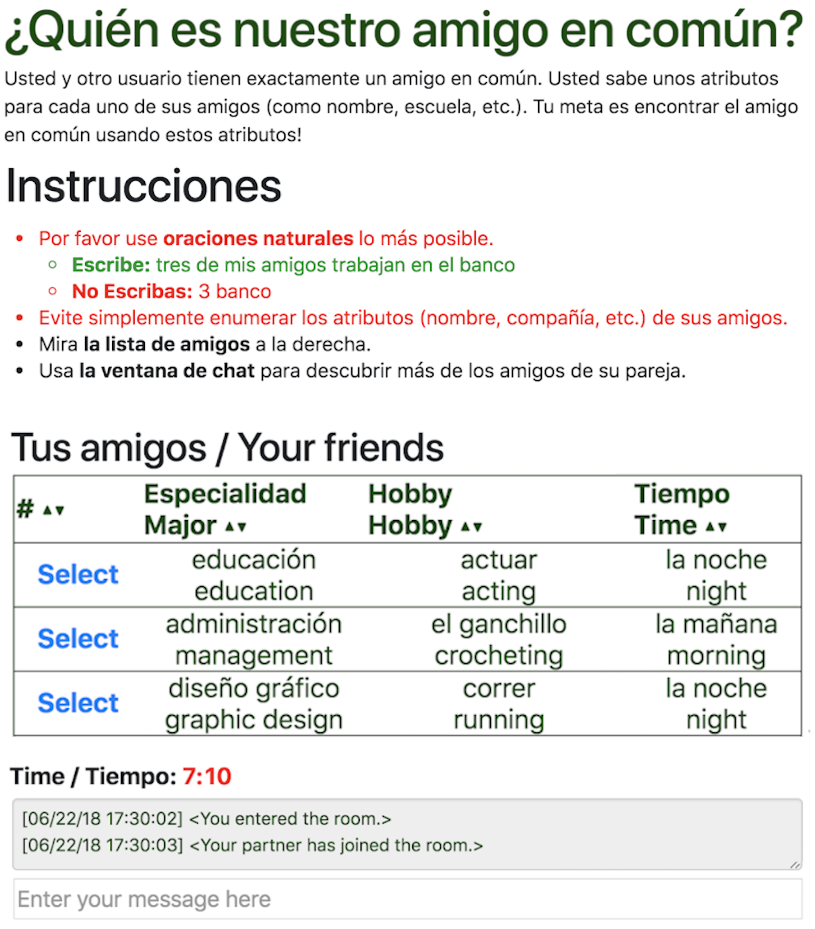 ¿Quién es nuestro amigo en común?
Usted y otro usuario tienen exactamente un amigo en común. Usted sabe unos atributos
para cada uno de sus amigos (como nombre, escuela, etc.). Tu meta es encontrar el amigo
en común usando estos atributos!
Instrucciones
• Por favor use oraciones naturales lo más posible.
○ Escribe: tres de mis amigos trabajan en el banco
○ No Escribas: 3 banco
• Evite simplemente enumerar los atributos (nombre, compañía, etc.) de sus amigos.
• Mira la lista de amigos a la derecha.
• Usa la ventana de chat para descubrir más de los amigos de su pareja.
Tus amigos / Your friends
# ▲▼ Especialidad Hobby Tiempo
Major ▲▼ Hobby ▲▼ Time ▲▼
Select educación actuar la noche
education acting night
Select administración el ganchillo la mañana
management crocheting morning
Select diseño gráfico correr la noche
graphic design running night
Time / Tiempo: 7:10
[06/22/18 17:30:02] <You entered the room.>
[06/22/18 17:30:03] <Your partner has joined the room.>
Enter your message here